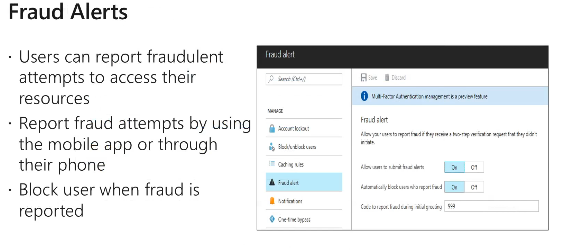 Fraud Alerts
· Users can report fraudulent
attempts to access their
resources
· Report fraud attempts by using
the mobile app or through
their phone
· Block user when fraud is
reported
Fraud alert
Search (Ctrl+/)
MANAGE
Account lockout
Block/unblock users
Caching rules
Fraud alert
Notifications
One-time bypass
Save Discard
Multi-Factor Authentication management is a preview feature
Fraud alert
Allow your users to report fraud if they receive a two-step verification request that they didn't
initiate.
Allow users to submit fraud alerts On Off
Automatically block users who report fraud On Off
Code to report fraud during initial greeting 999